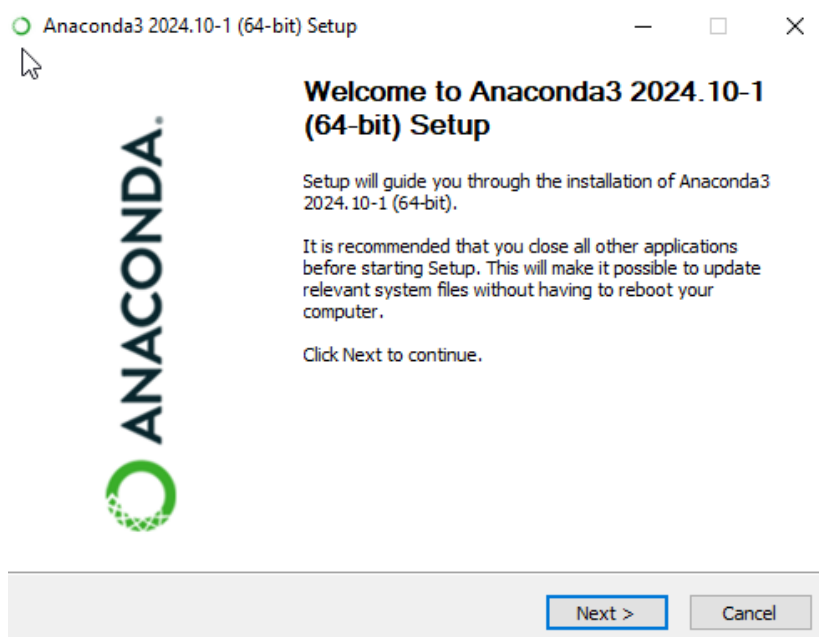 Anaconda3 2024.10-1 (64-bit) Setup
ANACONDA.
Welcome to Anaconda3 2024.10-1
(64-bit) Setup
Setup will guide you through the installation of Anaconda3
2024.10-1 (64-bit).
It is recommended that you close all other applications
before starting Setup. This will make it possible to update
relevant system files without having to reboot your
computer.
Click Next to continue.
Next >
Cancel